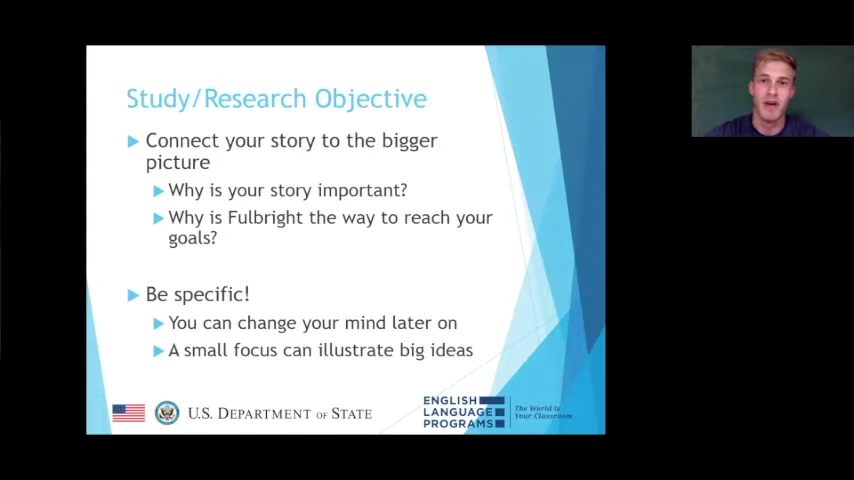 Study/Research Objective
Connect your story to the bigger
picture
Why is your story important?
Why is Fulbright the way to reach your
goals?
Be specific!
You can change your mind later on
A small focus can illustrate big ideas
U.S. DEPARTMENT OF STATE
ENGLISH
LANGUAGE
PROGRAMS
The World is
Your Classroom